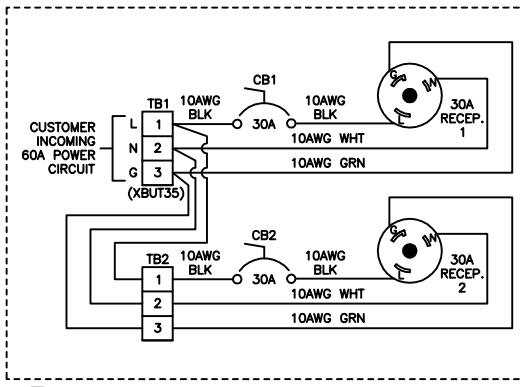 CB1
TB1
10AWG
BLK
10AWG
BLK
30A
G
W
L
30A
RECEP.
1
CUSTOMER
INCOMING
60A POWER
CIRCUIT
L
N
G
1
2
3
(XBUT35)
10AWG WHT
10AWG GRN
CB2
TB2
10AWG
BLK
10AWG
BLK
30A
G
W
L
30A
RECEP.
2
1
2
3
10AWG WHT
10AWG GRN